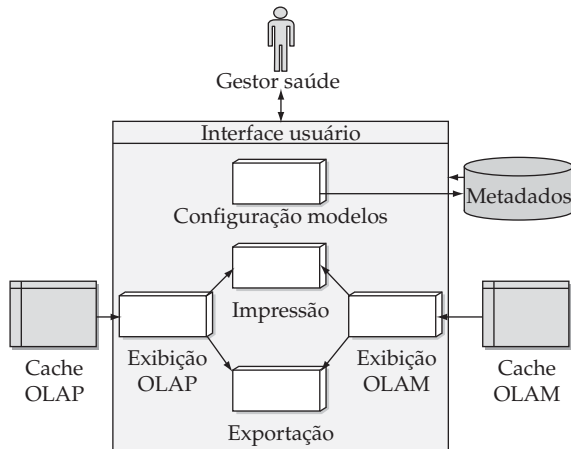 Gestor saúde
Interface usuário
Configuração modelos
Metadados
Impressão
Exibição
OLAP
Exibição
OLAM
Cache
OLAP
Cache
OLAM
Exportação